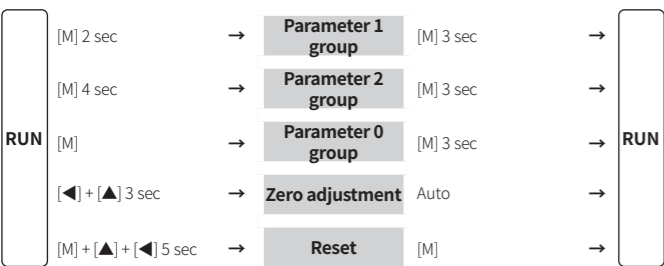 [M] 2 sec → Parameter 1 group [M] 3 sec →
[M] 4 sec → Parameter 2 group [M] 3 sec →
RUN [M] → Parameter 0 group [M] 3 sec → RUN
[◀] + [▲] 3 sec → Zero adjustment Auto →
[M] + [▲] + [◀] 5 sec → Reset [M] →